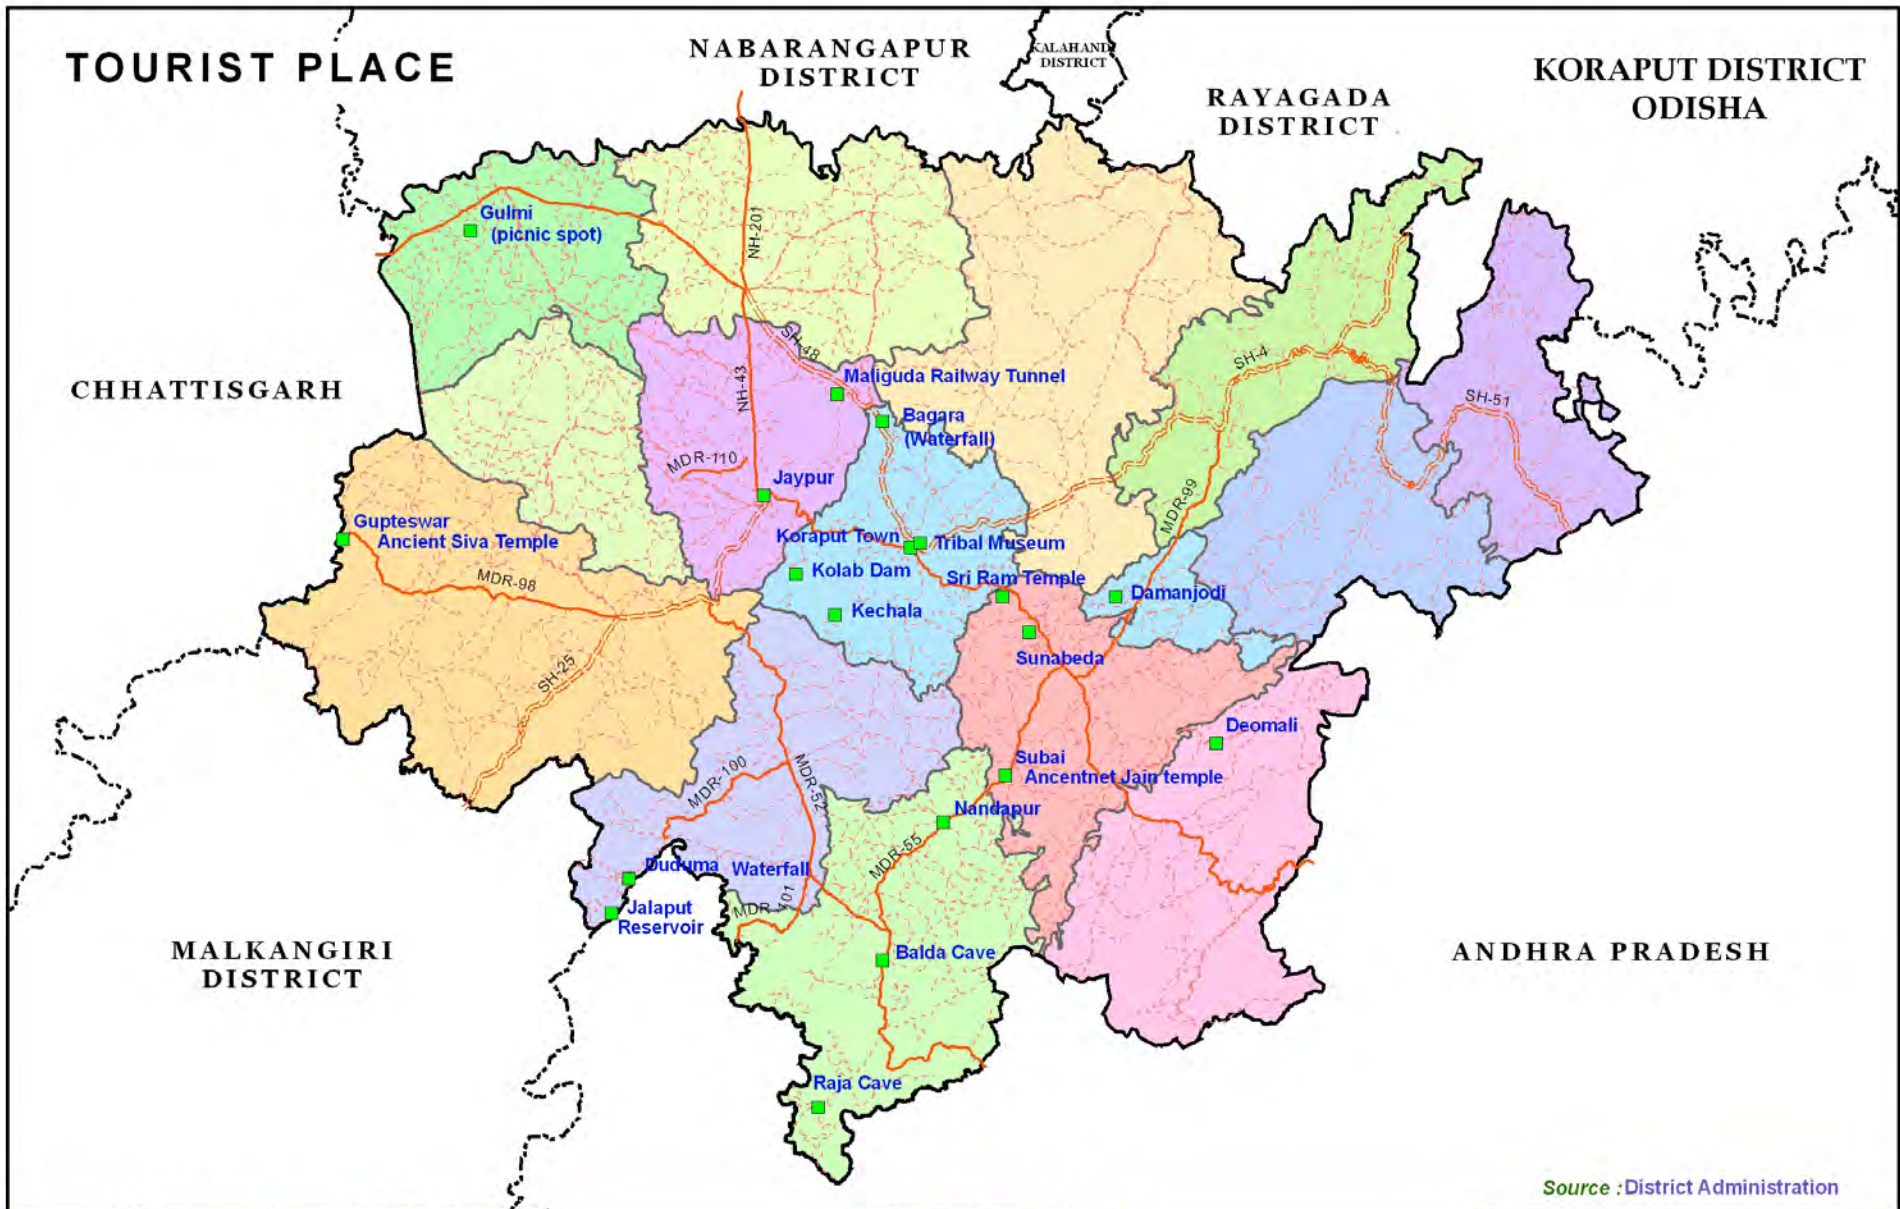 TOURIST PLACE
NABARANGAPUR
DISTRICT
KALAHANDI
DISTRICT
RAYAGADA
DISTRICT
KORAPUT DISTRICT
ODISHA
Gulmi
(picnic spot)
NH-201
SH-48
CHHATTISGARH
NH-43
Maliguda Railway Tunnel
SH-4
SH-51
Bagara
(Waterfall)
MDR-110
Jaypur
MDR-99
Gupteswar
Ancient Siva Temple
Koraput Town
Tribal Museum
Kolab Dam
Sri Ram Temple
MDR-98
Damanjodi
Kechala
Sunabeda
SH-25
Deomali
Subai
Ancentnet Jain temple
MDR-100
MDR-52
Nandapur
MDR-55
Duduma Waterfall
MDR 101
Jalaput
Reservoir
MALKANGIRI
DISTRICT
Balda Cave
ANDHRA PRADESH
Raja Cave
Source : District Administration